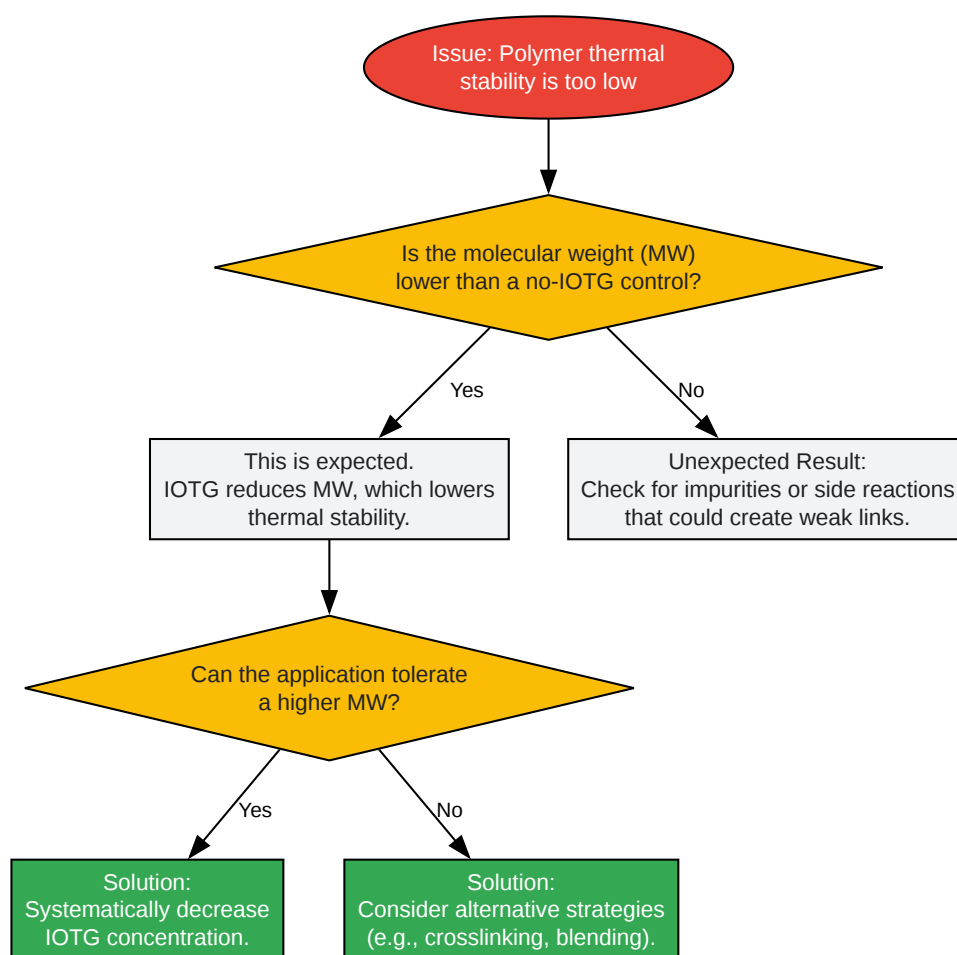 Issue: Polymer thermal
stability is too low
Is the molecular weight (MW)
lower than a no-IOTG control?
Yes
No
This is expected.
IOTG reduces MW, which lowers
thermal stability.
Unexpected Result:
Check for impurities or side reactions
that could create weak links.
Can the application tolerate
a higher MW?
Yes
No
Solution:
Systematically decrease
IOTG concentration.
Solution:
Consider alternative strategies
(e.g., crosslinking, blending).